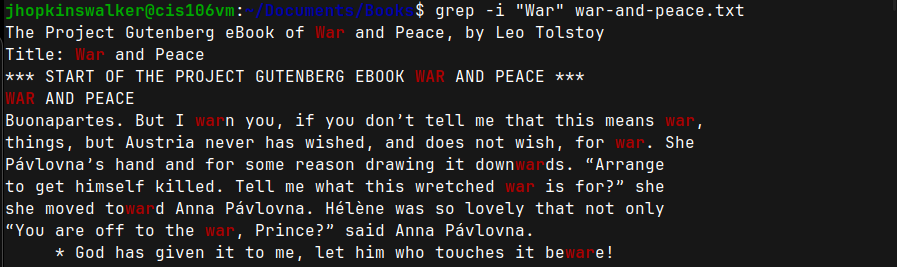 jhopkinswalker@cis106vm:~/Documents/Books$ grep -i "War" war-and-peace.txt
The Project Gutenberg eBook of War and Peace, by Leo Tolstoy
Title: War and Peace
*** START OF THE PROJECT GUTENBERG EBOOK WAR AND PEACE ***
WAR AND PEACE
Buonapartes. But I warn you, if you don’t tell me that this means war,
things, but Austria never has wished, and does not wish, for war. She
Pávlovna’s hand and for some reason drawing it downwards. “Arrange
to get himself killed. Tell me what this wretched war is for?” she
she moved toward Anna Pávlovna. Hélène was so lovely that not only
“You are off to the war, Prince?” said Anna Pávlovna.
* God has given it to me, let him who touches it beware!